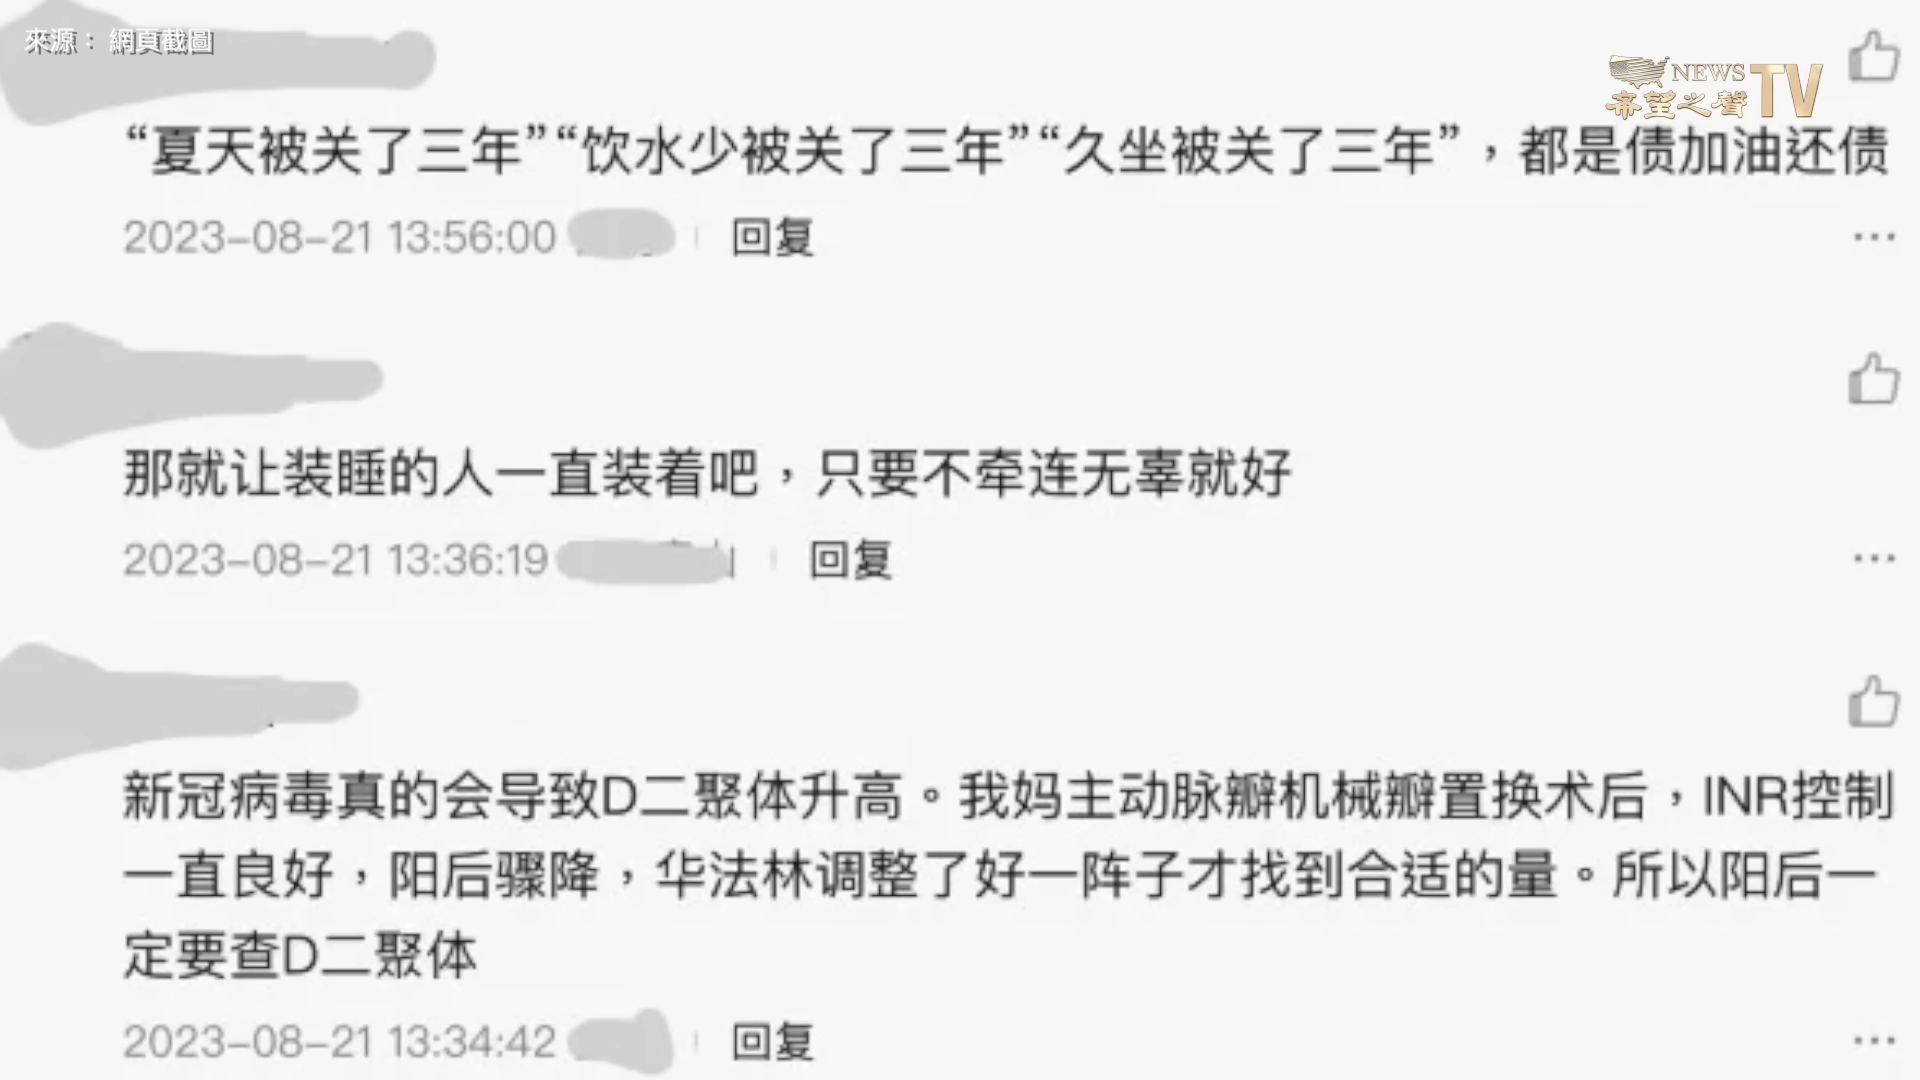 來源：網頁截圖
NEWS
希望之聲TV
“夏天被关了三年”“饮水少被关了三年”“久坐被关了三年”，都是债加油还债
2023-08-21 13:56:00
回复
那就让装睡的人一直装着吧，只要不牵连无辜就好
2023-08-21 13:36:19
回复
新冠病毒真的会导致D二聚体升高。我妈主动脉瓣机械瓣置换术后，INR控制
一直良好，阳后骤降，华法林调整了好一阵子才找到合适的量。所以阳后一
定要查D二聚体
2023-08-21 13:34:42
回复